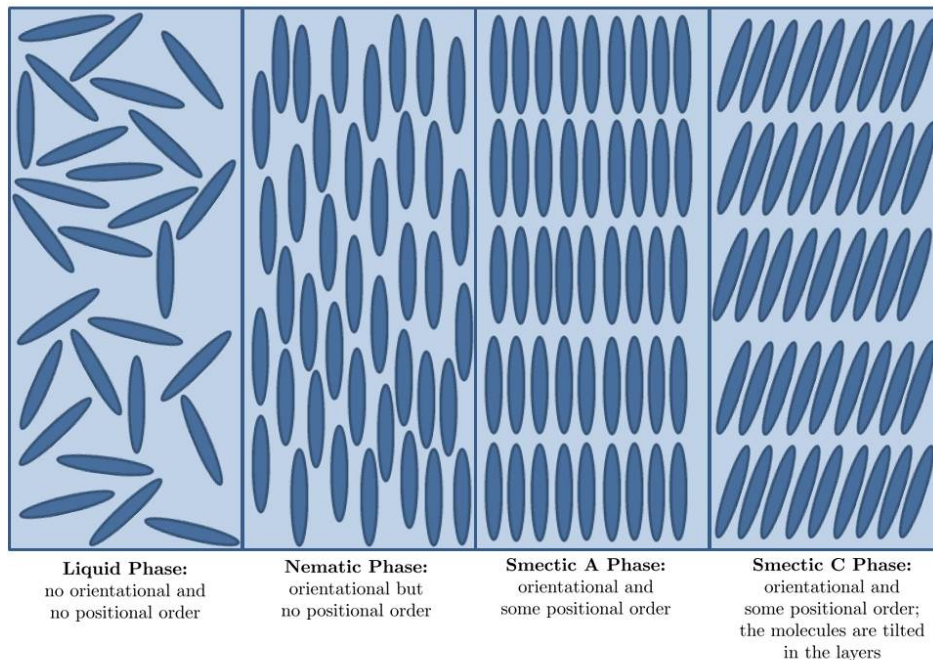 Liquid Phase:
no orientational and
no positional order
Nematic Phase:
orientational but
no positional order
Smectic A Phase:
orientational and
some positional order
Smectic C Phase:
orientational and
some positional order;
the molecules are tilted
in the layers